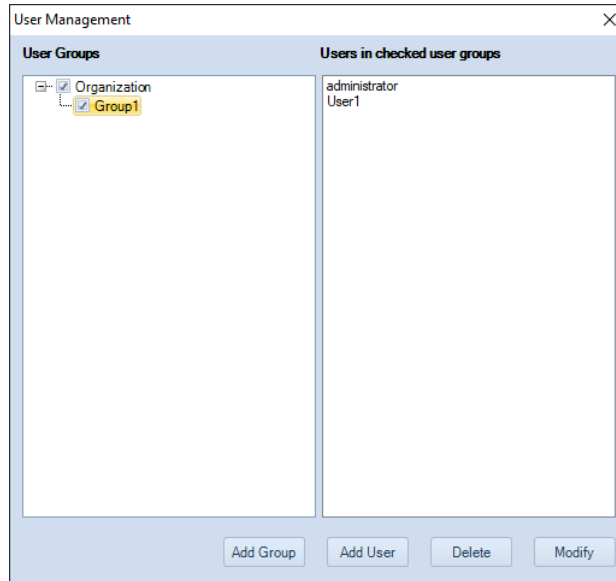 User Management
User Groups
Users in checked user groups
Organization
Group1
administrator
User1
Add Group
Add User
Delete
Modify